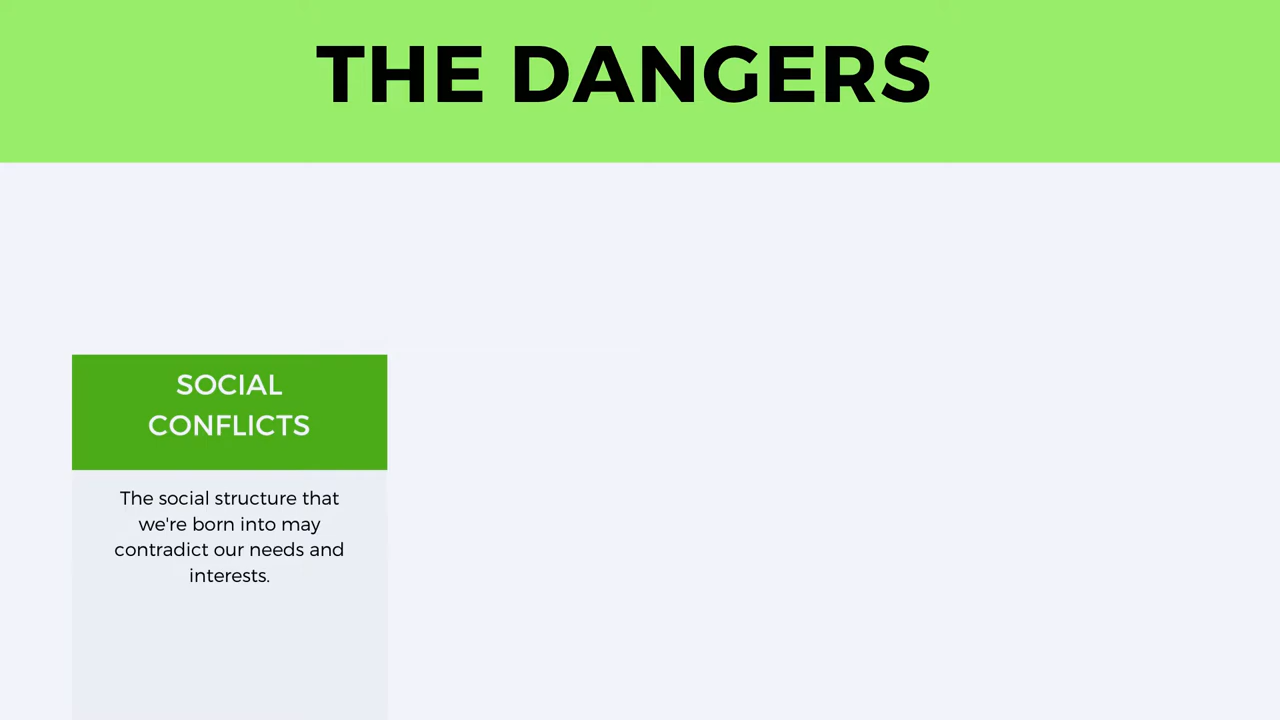 THE DANGERS
SOCIAL
CONFLICTS
The social structure that
we're born into may
contradict our needs and
interests.